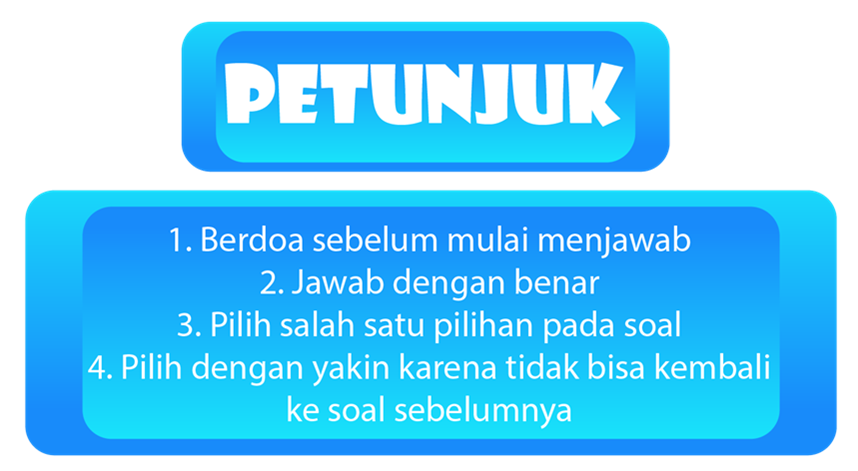 PETUNJUK
1. Berdoa sebelum mulai menjawab
2. Jawab dengan benar
3. Pilih salah satu pilihan pada soal
4. Pilih dengan yakin karena tidak bisa kembali
ke soal sebelumnya